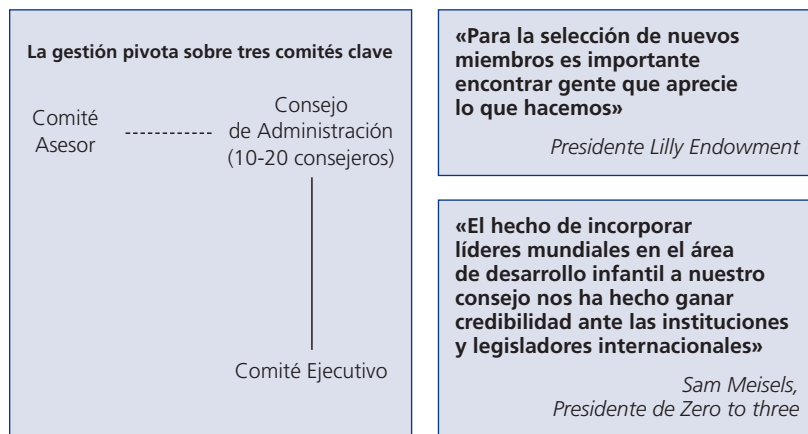 La gestión pivota sobre tres comités clave
Comité
Asesor
Consejo
de Administración
(10-20 consejeros)
Comité Ejecutivo
«Para la selección de nuevos
miembros es importante
encontrar gente que aprecie
lo que hacemos»
Presidente Lilly Endowment
«El hecho de incorporar
líderes mundiales en el área
de desarrollo infantil a nuestro
consejo nos ha hecho ganar
credibilidad ante las instituciones
y legisladores internacionales»
Sam Meisels,
Presidente de Zero to three